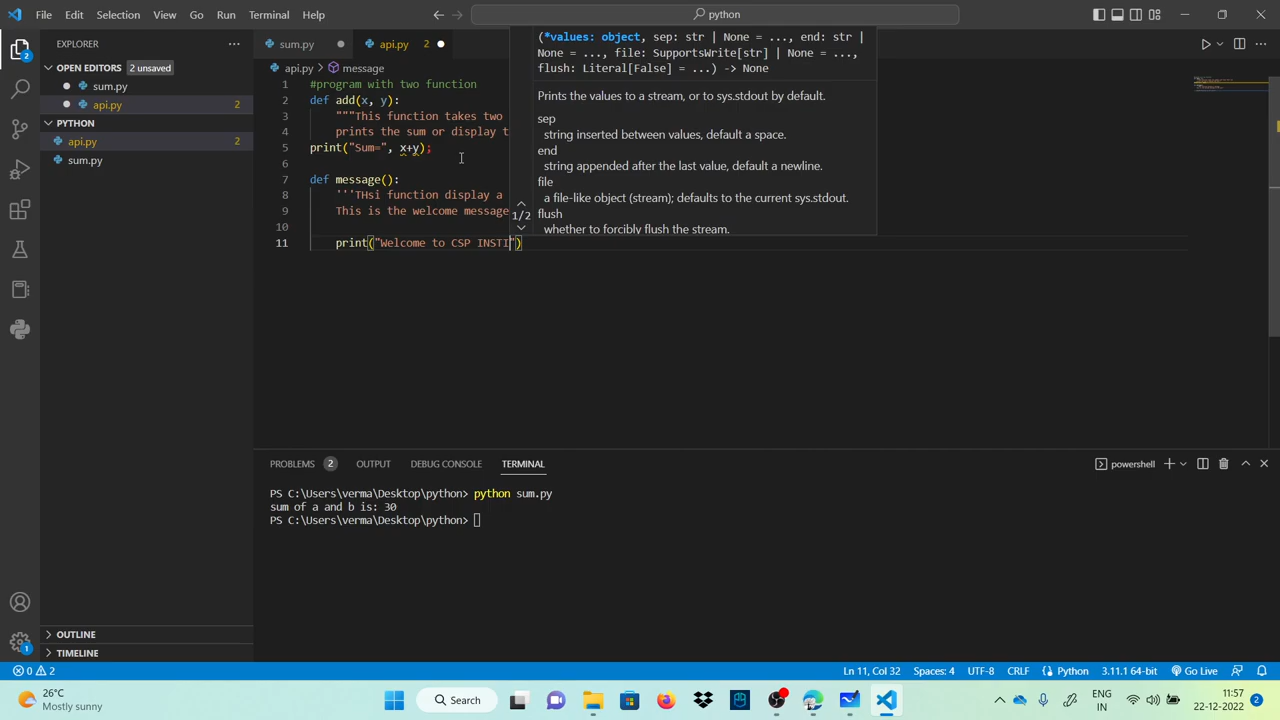 File Edit Selection View Go Run Terminal Help
python
EXPLORER
OPEN EDITORS 2 unsaved
sum.py
api.py 2
PYTHON
api.py 2
sum.py
OUTLINE
TIMELINE
2
1
sum.py
api.py 2
api.py > message
1 #program with two function
2 def add(x, y):
3 """This function takes two
4 prints the sum or display t
5 print("Sum=", x+y);
6
7 def message():
8 '''THsi function display a
9 This is the welcome message
10
11 print("Welcome to CSP INSTI")
1/2
(*values: object, sep: str | None = ..., end: str |
None = ..., file: SupportsWrite[str] | None = ...,
flush: Literal[False] = ...) -> None
Prints the values to a stream, or to sys.stdout by default.
sep
string inserted between values, default a space.
end
string appended after the last value, default a newline.
file
a file-like object (stream); defaults to the current sys.stdout.
flush
whether to forcibly flush the stream.
PROBLEMS 2 OUTPUT DEBUG CONSOLE TERMINAL
powershell
PS C:\Users\verma\Desktop\python> python sum.py
sum of a and b is: 30
PS C:\Users\verma\Desktop\python>
0 2
Ln 11, Col 32 Spaces: 4 UTF-8 CRLF Python 3.11.1 64-bit Go Live
26°C
Mostly sunny
Search
ENG
IN
11:57
22-12-2022
2